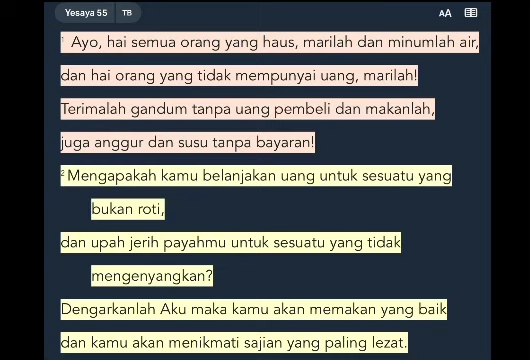 Yesaya 55 TB AA
1 Ayo, hai semua orang yang haus, marilah dan minumlah air,
dan hai orang yang tidak mempunyai uang, marilah!
Terimalah gandum tanpa uang pembeli dan makanlah,
juga anggur dan susu tanpa bayaran!
2 Mengapakah kamu belanjakan uang untuk sesuatu yang
bukan roti,
dan upah jerih payahmu untuk sesuatu yang tidak
mengenyangkan?
Dengarkanlah Aku maka kamu akan memakan yang baik
dan kamu akan menikmati sajian yang paling lezat.